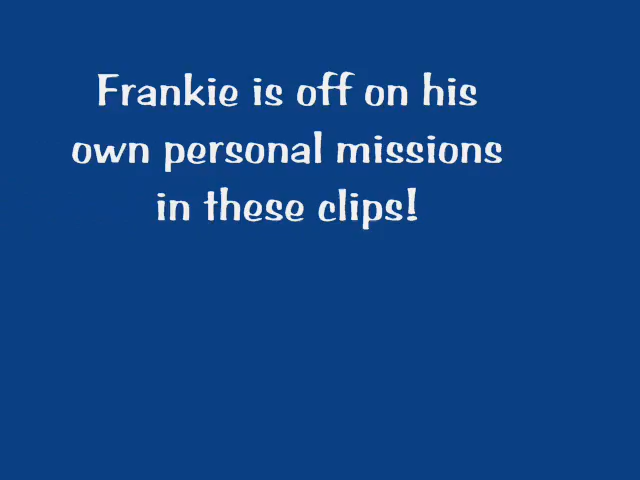 Frankie is off on his
own personal missions
in these clips!